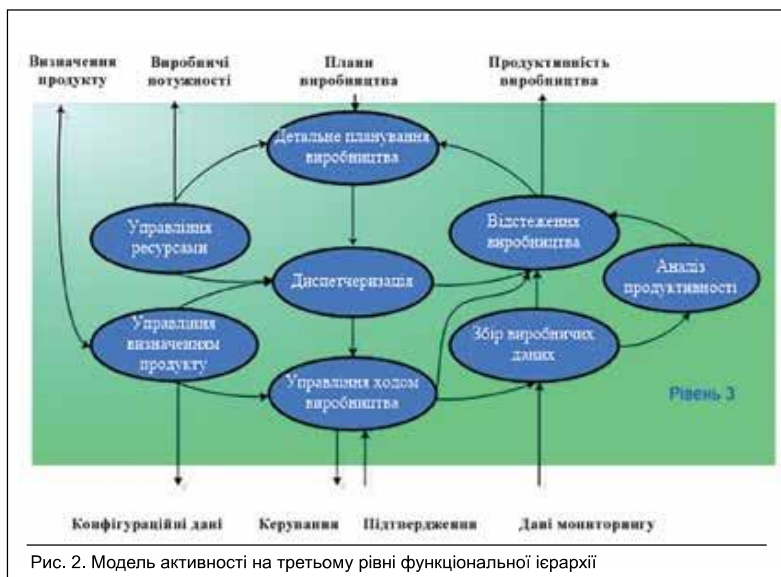 Визначення
продукту
Виробничі
потужності
Плани
виробництва
Продуктивність
виробництва
Детальне планування
виробництва
Управління
ресурсами
Відстеження
виробництва
Диспетчеризація
Аналіз
продуктивності
Управління
визначенням
продукту
Збір виробничих
даних
Управління ходом
виробництва
Рівень 3
Конфігураційні дані
Керування
Підтвердження
Дані моніторингу
Рис. 2. Модель активності на третьому рівні функціональної ієрархії